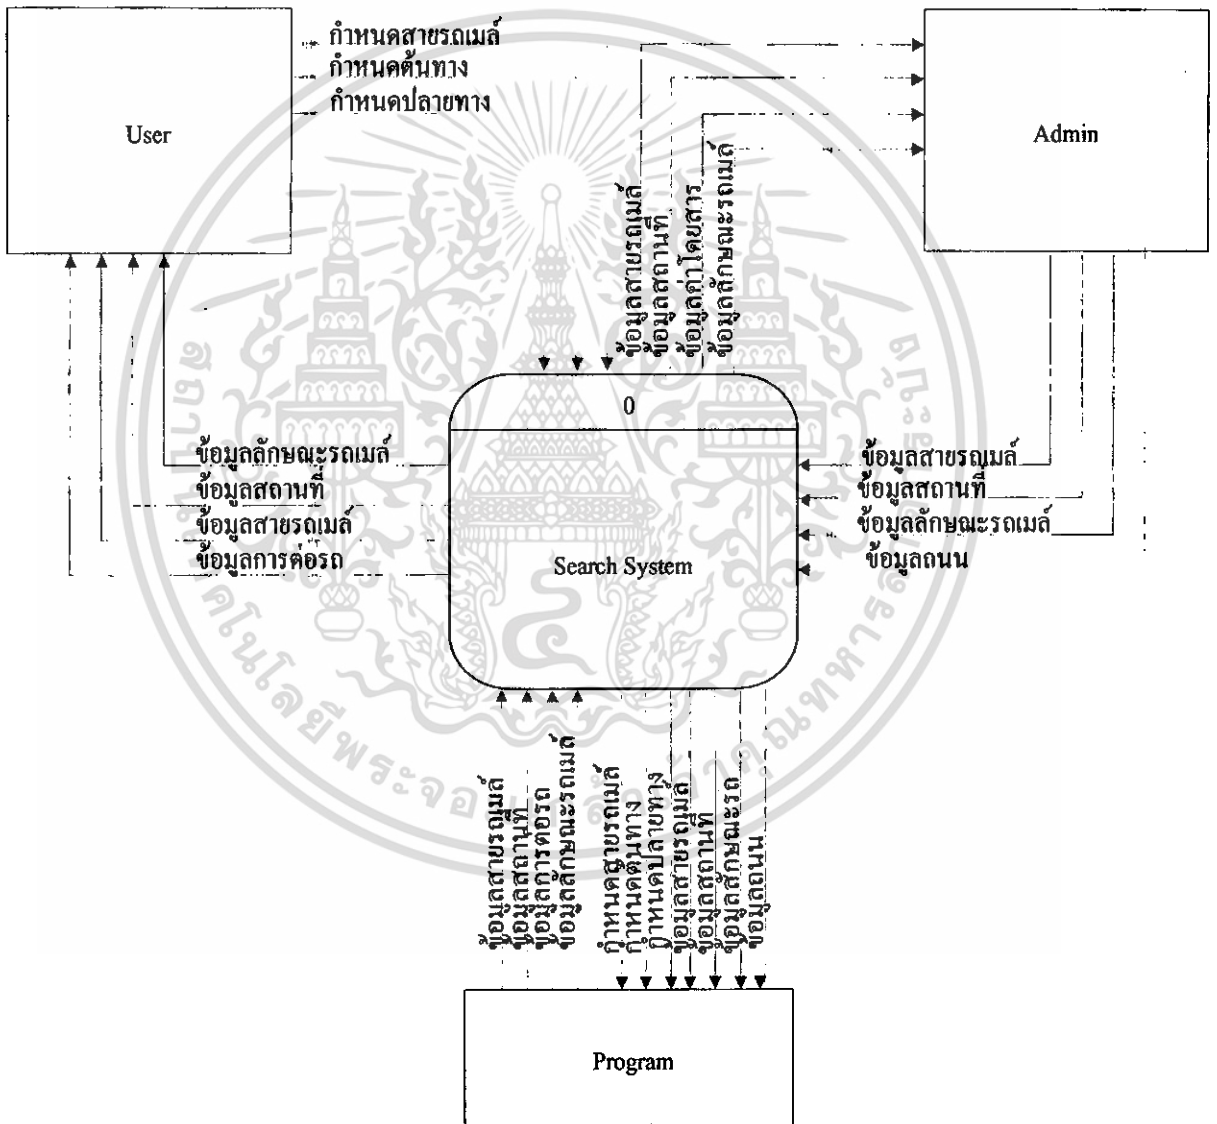 กำหนดสายรถเมล์
กำหนดต้นทาง
กำหนดปลายทาง
User
Admin
ข้อมูลสายรถเมล์
ข้อมูลสถานที่
ข้อมูลค่าโดยสาร
ข้อมูลลักษณะรถเมล์
0
Search System
ข้อมูลลักษณะรถเมล์
ข้อมูลสถานที่
ข้อมูลสายรถเมล์
ข้อมูลการต่อรถ
ข้อมูลสายรถเมล์
ข้อมูลสถานที่
ข้อมูลลักษณะรถเมล์
ข้อมูลถนน
ข้อมูลสายรถเมล์
ข้อมูลสถานที่
ข้อมูลการต่อรถ
ข้อมูลลักษณะรถเมล์
กำหนดสายรถเมล์
กำหนดต้นทาง
กำหนดปลายทาง
ข้อมูลสายรถเมล์
ข้อมูลสถานที่
ข้อมูลลักษณะรถ
ข้อมูลถนน
Program